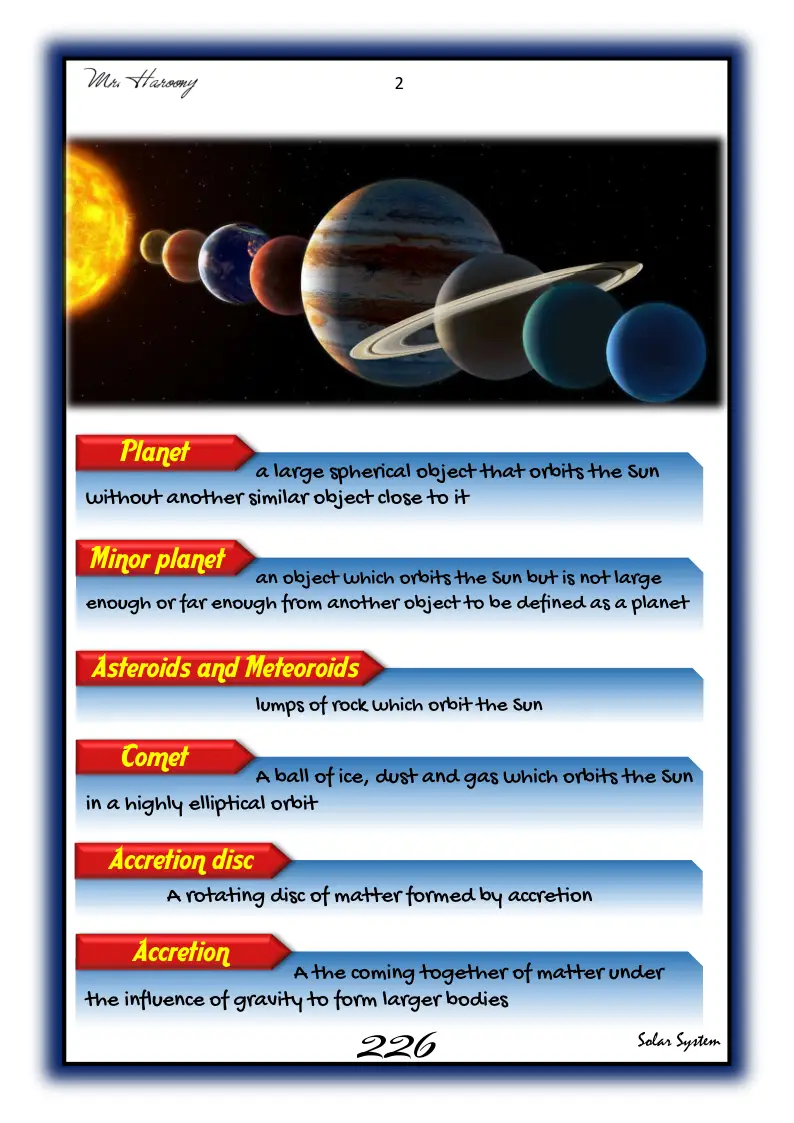 Mr. Haroony
2
Planet
a large spherical object that orbits the Sun
without another similar object close to it
Minor planet
an object which orbits the Sun but is not large
enough or far enough from another object to be defined as a planet
Asteroids and Meteoroids
lumps of rock which orbit the Sun
Comet
A ball of ice, dust and gas which orbits the Sun
in a highly elliptical orbit
Accretion disc
A rotating disc of matter formed by accretion
Accretion
A the coming together of matter under
the influence of gravity to form larger bodies
226
Solar System